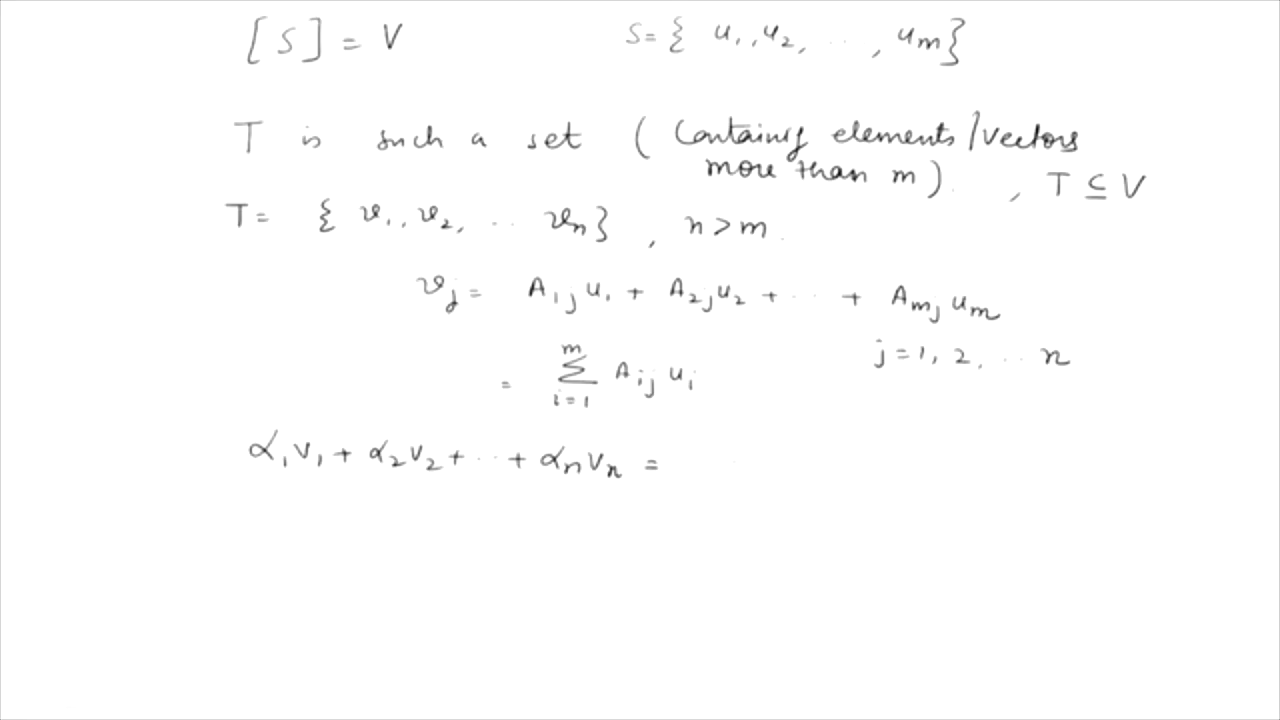 [S] = V S = { u₁, u₂, ..., uₘ}
T is such a set ( Containing elements/vectors
more than m) , T ⊆ V
T = { v₁, v₂, ... vₙ} , n > m.
vⱼ = A₁ⱼ u₁ + A₂ⱼ u₂ + ... + Aₘⱼ uₘ
j = 1, 2, ... n
= ∑ᵢ₌₁ᵐ Aᵢⱼ uᵢ
α₁v₁ + α₂v₂ + ... + αₙvₙ =